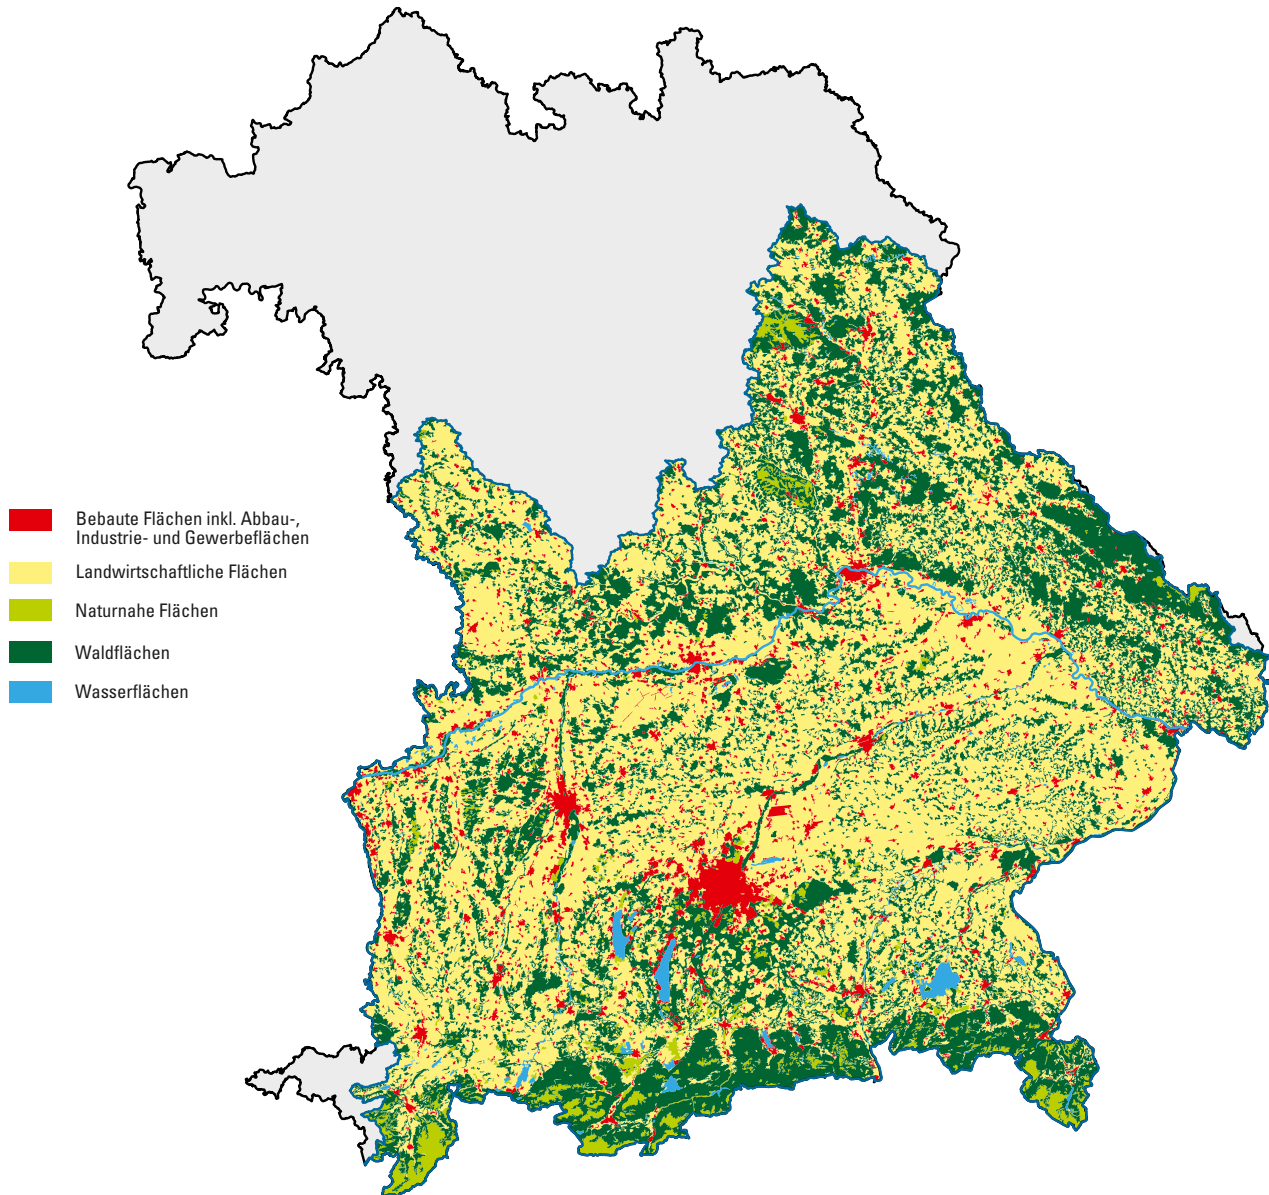 Bebaute Flächen inkl. Abbau-,
Industrie- und Gewerbeflächen
Landwirtschaftliche Flächen
Naturnahe Flächen
Waldflächen
Wasserflächen